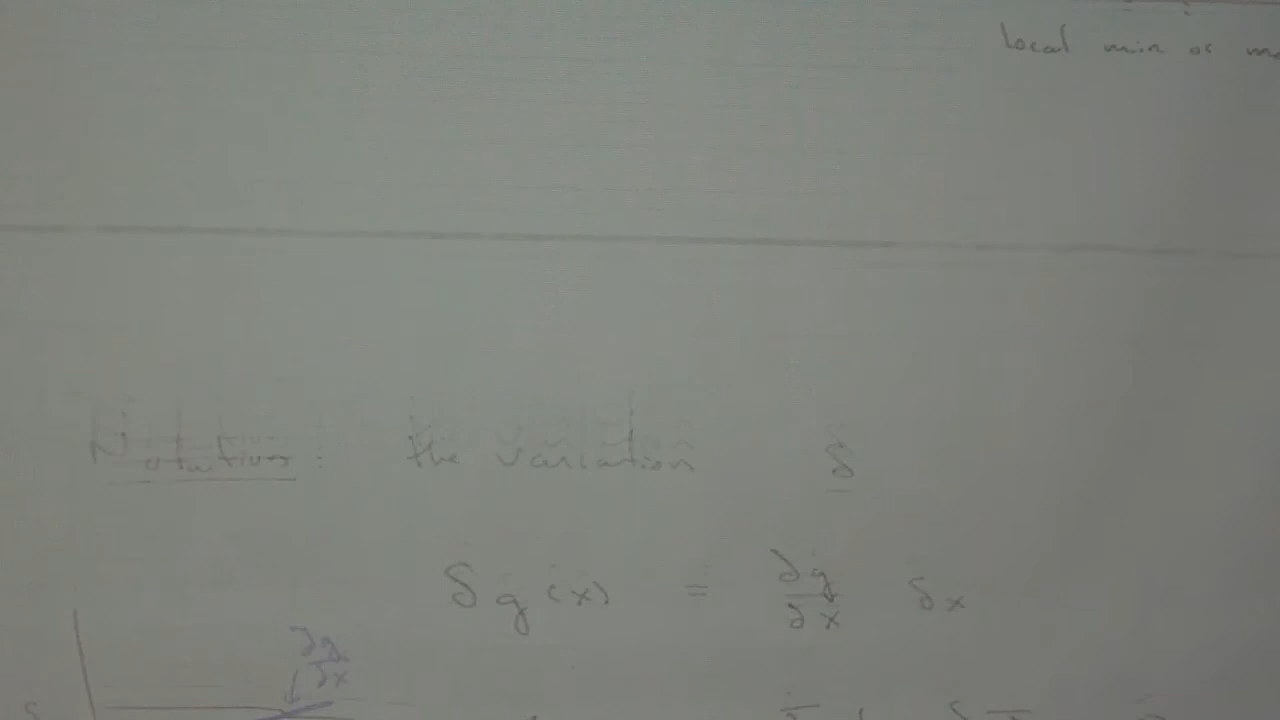 local min or
Notation: the variation δ
δg(x) = ∂g/∂x δx
∂g/∂x